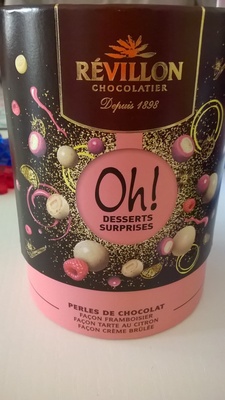 RÉVILLON
CHOCOLATIER
Depuis 1898
Oh!
DESSERTS
SURPRISES
PERLES DE CHOCOLAT
FAÇON FRAMBOISIER
FAÇON TARTE AU CITRON
FAÇON CRÈME BRÛLÉE